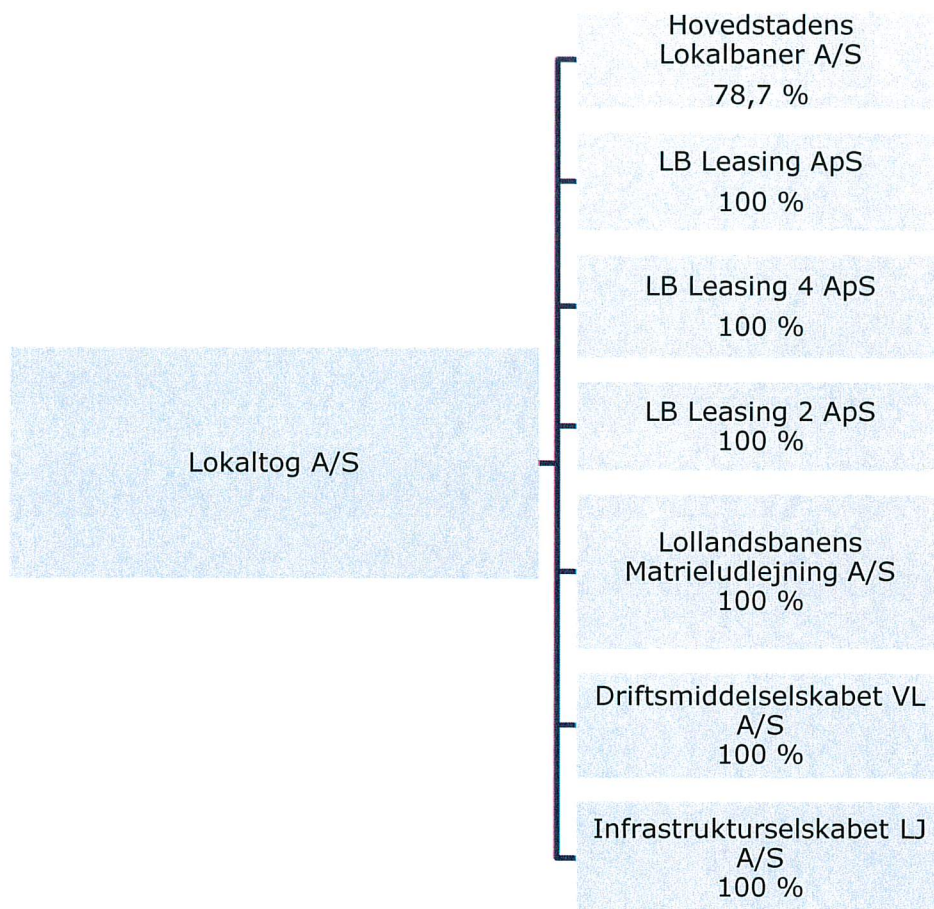 Lokaltog A/S
Hovedstadens
Lokalbaner A/S
78,7 %
LB Leasing ApS
100 %
LB Leasing 4 ApS
100 %
LB Leasing 2 ApS
100 %
Lollandsbanens
Matrieludlejning A/S
100 %
Driftsmiddelselskabet VL
A/S
100 %
Infrastrukturselskabet LJ
A/S
100 %